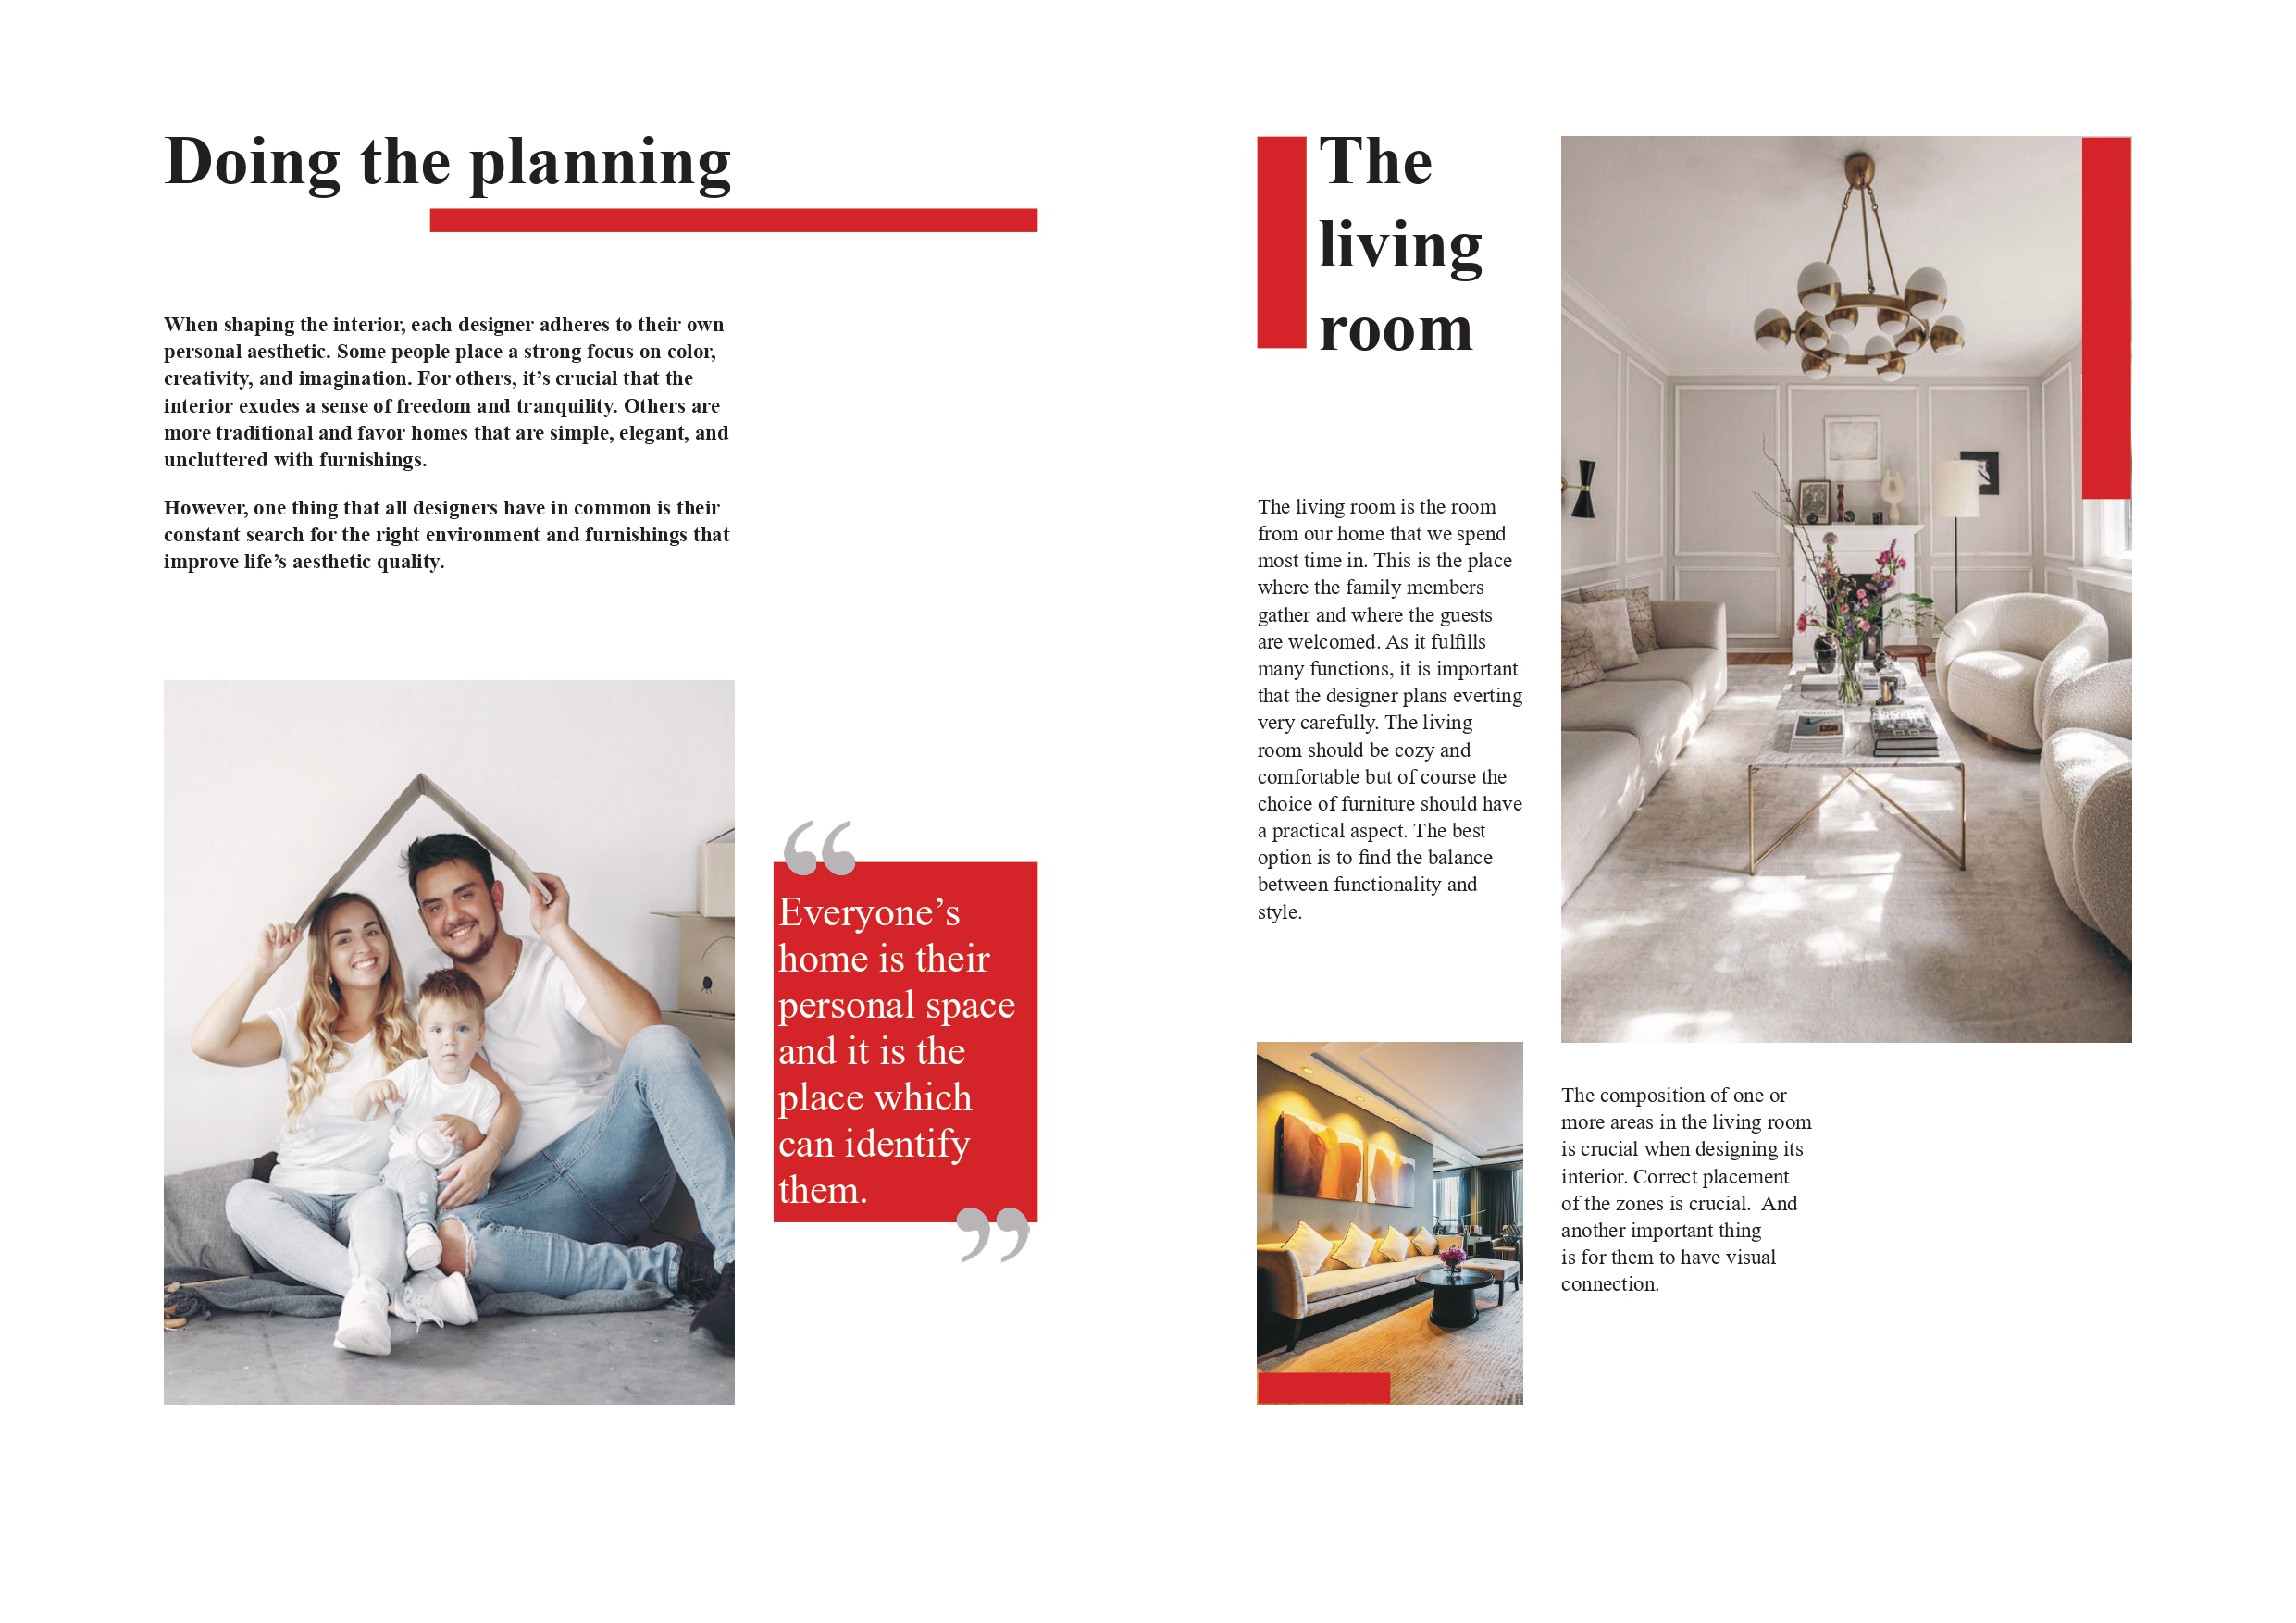 Doing the planning
When shaping the interior, each designer adheres to their own
personal aesthetic. Some people place a strong focus on color,
creativity, and imagination. For others, it’s crucial that the
interior exudes a sense of freedom and tranquility. Others are
more traditional and favor homes that are simple, elegant, and
uncluttered with furnishings.
However, one thing that all designers have in common is their
constant search for the right environment and furnishings that
improve life’s aesthetic quality.
“
Everyone’s
home is their
personal space
and it is the
place which
can identify
them.
”
The
living
room
The living room is the room
from our home that we spend
most time in. This is the place
where the family members
gather and where the guests
are welcomed. As it fulfills
many functions, it is important
that the designer plans everting
very carefully. The living
room should be cozy and
comfortable but of course the
choice of furniture should have
a practical aspect. The best
option is to find the balance
between functionality and
style.
The composition of one or
more areas in the living room
is crucial when designing its
interior. Correct placement
of the zones is crucial.  And
another important thing
is for them to have visual
connection.